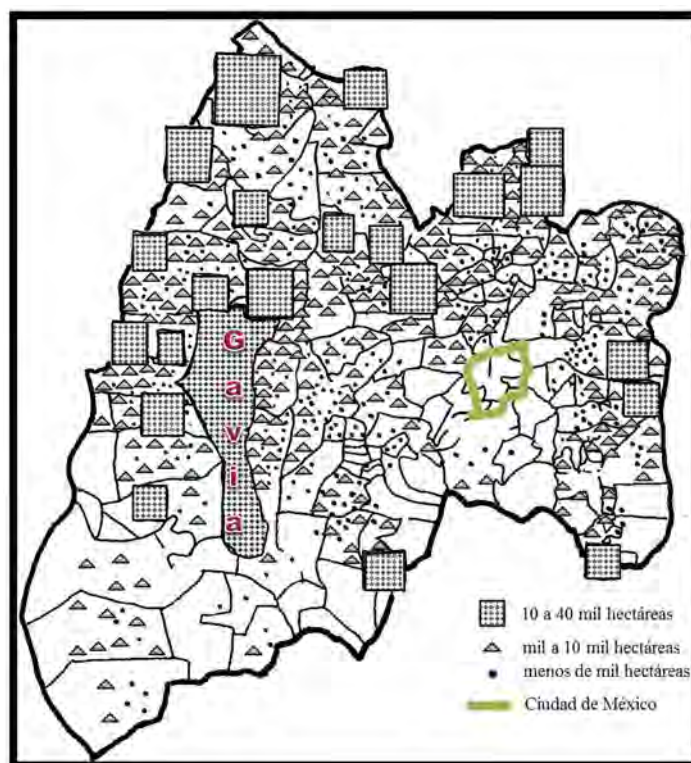 G
a
v
i
a
10 a 40 mil hectáreas
mil a 10 mil hectáreas
menos de mil hectáreas
Ciudad de México